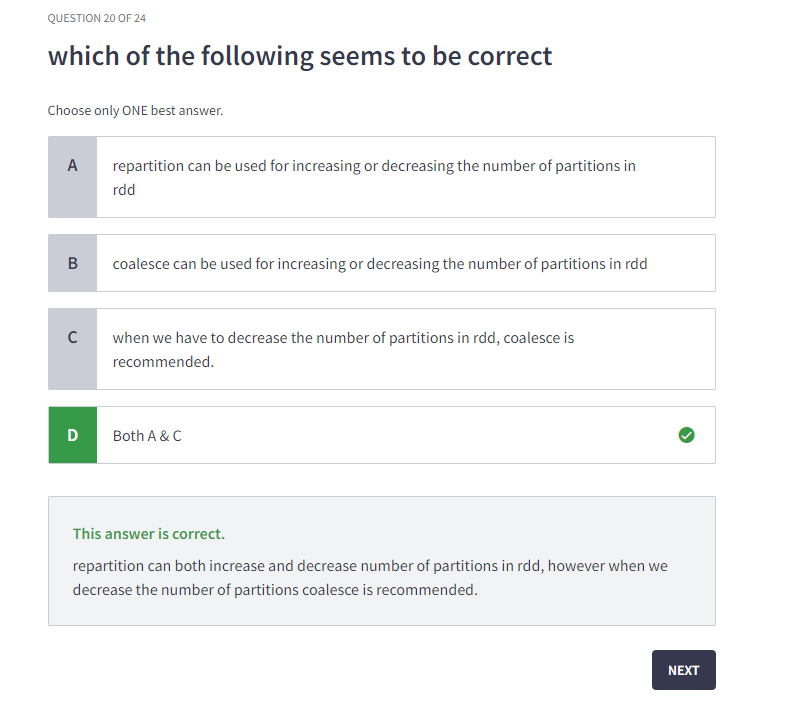 QUESTION 20 OF 24
which of the following seems to be correct
Choose only ONE best answer.
A
repartition can be used for increasing or decreasing the number of partitions in
rdd
B
coalesce can be used for increasing or decreasing the number of partitions in rdd
C
when we have to decrease the number of partitions in rdd, coalesce is
recommended.
D
Both A & C
This answer is correct.
repartition can both increase and decrease number of partitions in rdd, however when we
decrease the number of partitions coalesce is recommended.
NEXT